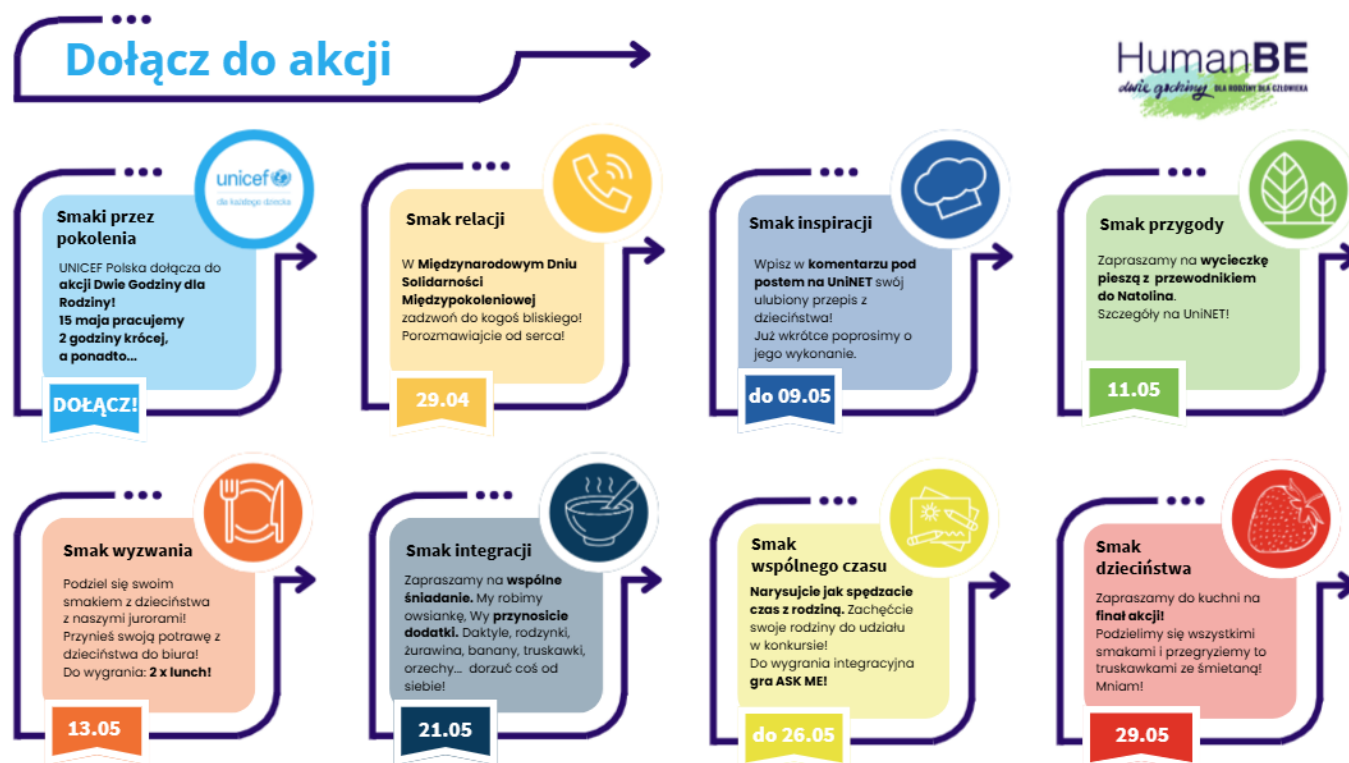 Dołącz do akcji
HumanBE
dwie godziny DLA RODZINY DLA CZŁOWIEKA
unicef
dla każdego dziecka
Smaki przez
pokolenia
UNICEF Polska dołącza do
akcji Dwie Godziny dla
Rodziny!
15 maja pracujemy
2 godziny krócej,
a ponadto...
DOŁĄCZ!
Smak relacji
W Międzynarodowym Dniu
Solidarności
Międzypokoleniowej
zadzwoń do kogoś bliskiego!
Porozmawiajcie od serca!
29.04
Smak inspiracji
Wpisz w komentarzu pod
postem na UniNET swój
ulubiony przepis z
dzieciństwa!
Już wkrótce poprosimy o
jego wykonanie.
do 09.05
Smak przygody
Zapraszamy na wycieczkę
pieszą z przewodnikiem
do Natolina.
Szczegóły na UniNET!
11.05
Smak wyzwania
Podziel się swoim
smakiem z dzieciństwa
z naszymi jurorami!
Przynieś swoją potrawę z
dzieciństwa do biura!
Do wygrania: 2 x lunch!
13.05
Smak integracji
Zapraszamy na wspólne
śniadanie. My robimy
owsiankę, Wy przynosicie
dodatki. Daktyle, rodzynki,
żurawina, banany, truskawki,
orzechy... dorzuć coś od
siebie!
21.05
Smak
wspólnego czasu
Narysujcie jak spędzacie
czas z rodziną. Zachęćcie
swoje rodziny do udziału
w konkursie!
Do wygrania integracyjna
gra ASK ME!
do 26.05
Smak
dzieciństwa
Zapraszamy do kuchni na
finał akcji!
Podzielimy się wszystkimi
smakami i przegryziemy to
truskawkami ze śmietaną!
Mniam!
29.05